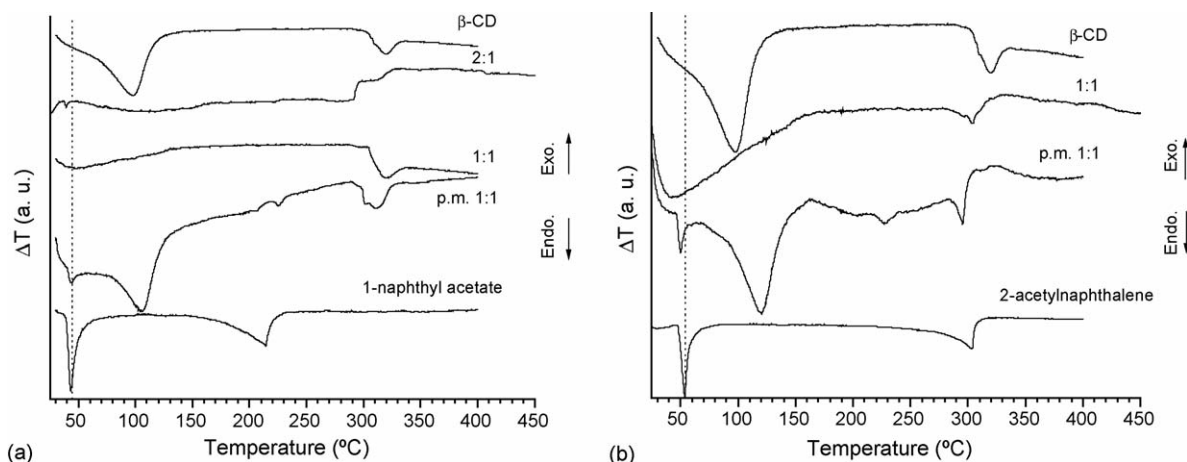 β-CD
2:1
1:1
p.m. 1:1
1-naphthyl acetate
ΔT (a. u.)
Exo.
Endo.
50 100 150 200 250 300 350 400 450
Temperature (ºC)
(a)
β-CD
1:1
p.m. 1:1
2-acetylnaphthalene
ΔT (a. u.)
Exo.
Endo.
50 100 150 200 250 300 350 400 450
Temperature (ºC)
(b)